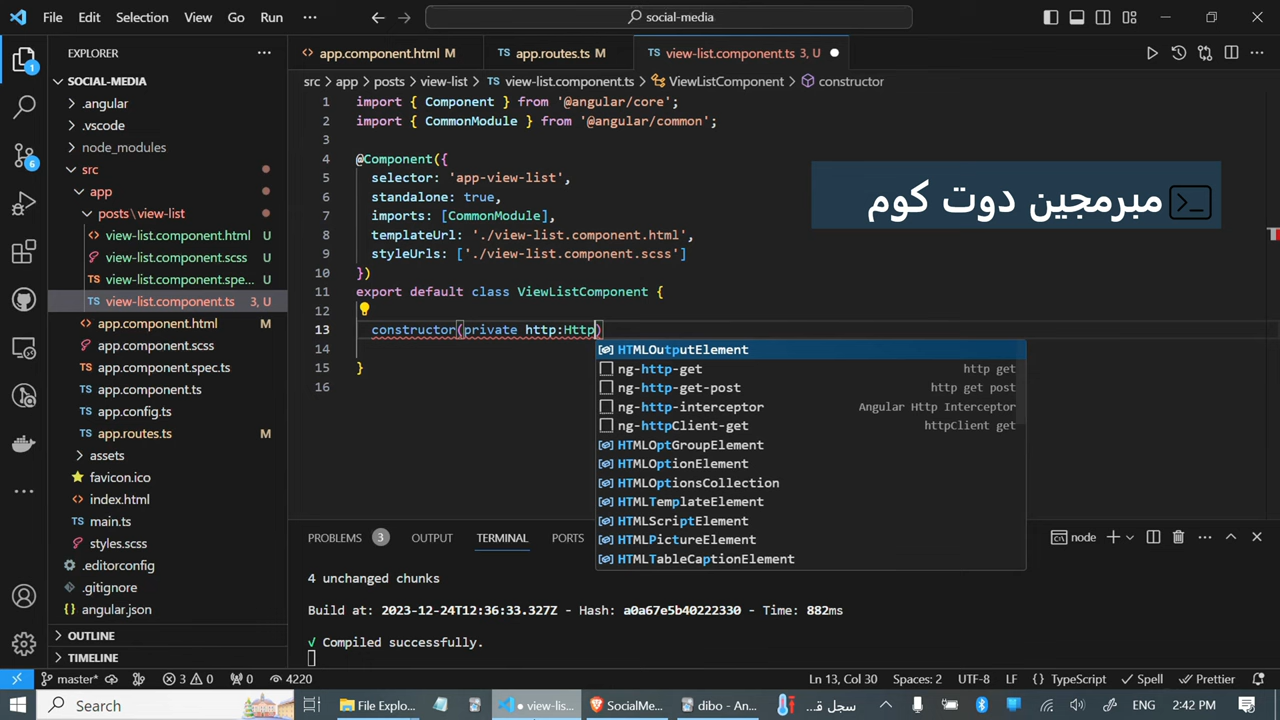 File Edit Selection View Go Run ··· social-media
EXPLORER ···
app.component.html M
TS app.routes.ts M
TS view-list.component.ts 3, U
src > app > posts > view-list > TS view-list.component.ts > ViewListComponent > constructor
SOCIAL-MEDIA
.angular
.vscode
node_modules
src
app
posts\view-list
view-list.component.html U
view-list.component.scss U
TS view-list.component.spe... U
TS view-list.component.ts 3, U
app.component.html M
app.component.scss
TS app.component.spec.ts
TS app.component.ts
TS app.config.ts
TS app.routes.ts M
assets
favicon.ico
index.html
TS main.ts
styles.scss
.editorconfig
.gitignore
angular.json
OUTLINE
TIMELINE
1
6
1 import { Component } from '@angular/core';
2 import { CommonModule } from '@angular/common';
3
4 @Component({
5 selector: 'app-view-list',
6 standalone: true,
7 imports: [CommonModule],
8 templateUrl: './view-list.component.html',
9 styleUrls: ['./view-list.component.scss']
10 })
11 export default class ViewListComponent {
12
13 constructor(private http:Http)
14
15 }
16
مبرمجين دوت كوم
HTMLOutputElement
ng-http-get http get
ng-http-get-post http get post
ng-http-interceptor Angular Http Interceptor
ng-httpClient-get httpClient get
HTMLOptGroupElement
HTMLOptionElement
HTMLOptionsCollection
HTMLTemplateElement
HTMLScriptElement
HTMLPictureElement
HTMLTableCaptionElement
PROBLEMS 3 OUTPUT TERMINAL PORTS node
4 unchanged chunks
Build at: 2023-12-24T12:36:33.327Z - Hash: a0a67e5b40222330 - Time: 882ms
√ Compiled successfully.
master* 3 0 0 4220 Ln 13, Col 30 Spaces: 2 UTF-8 LF {} TypeScript Spell Prettier
Search File Explo... view-list... SocialMe... dibo - An... سجل ق... ENG 2:42 PM